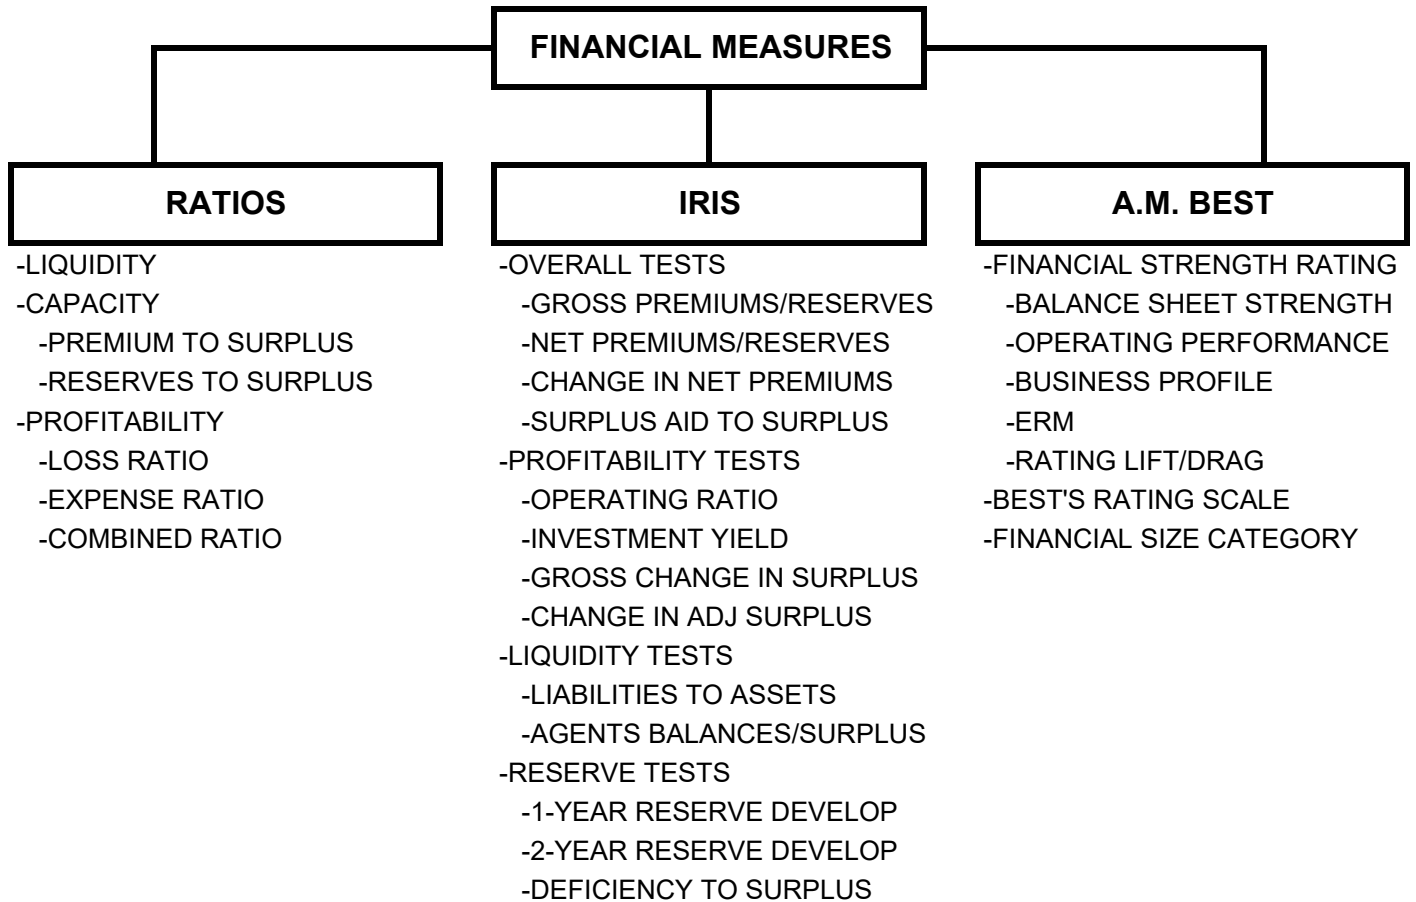 FINANCIAL MEASURES
RATIOS
-LIQUIDITY
-CAPACITY
-PREMIUM TO SURPLUS
-RESERVES TO SURPLUS
-PROFITABILITY
-LOSS RATIO
-EXPENSE RATIO
-COMBINED RATIO
IRIS
-OVERALL TESTS
-GROSS PREMIUMS/RESERVES
-NET PREMIUMS/RESERVES
-CHANGE IN NET PREMIUMS
-SURPLUS AID TO SURPLUS
-PROFITABILITY TESTS
-OPERATING RATIO
-INVESTMENT YIELD
-GROSS CHANGE IN SURPLUS
-CHANGE IN ADJ SURPLUS
-LIQUIDITY TESTS
-LIABILITIES TO ASSETS
-AGENTS BALANCES/SURPLUS
-RESERVE TESTS
-1-YEAR RESERVE DEVELOP
-2-YEAR RESERVE DEVELOP
-DEFICIENCY TO SURPLUS
A.M. BEST
-FINANCIAL STRENGTH RATING
-BALANCE SHEET STRENGTH
-OPERATING PERFORMANCE
-BUSINESS PROFILE
-ERM
-RATING LIFT/DRAG
-BEST'S RATING SCALE
-FINANCIAL SIZE CATEGORY